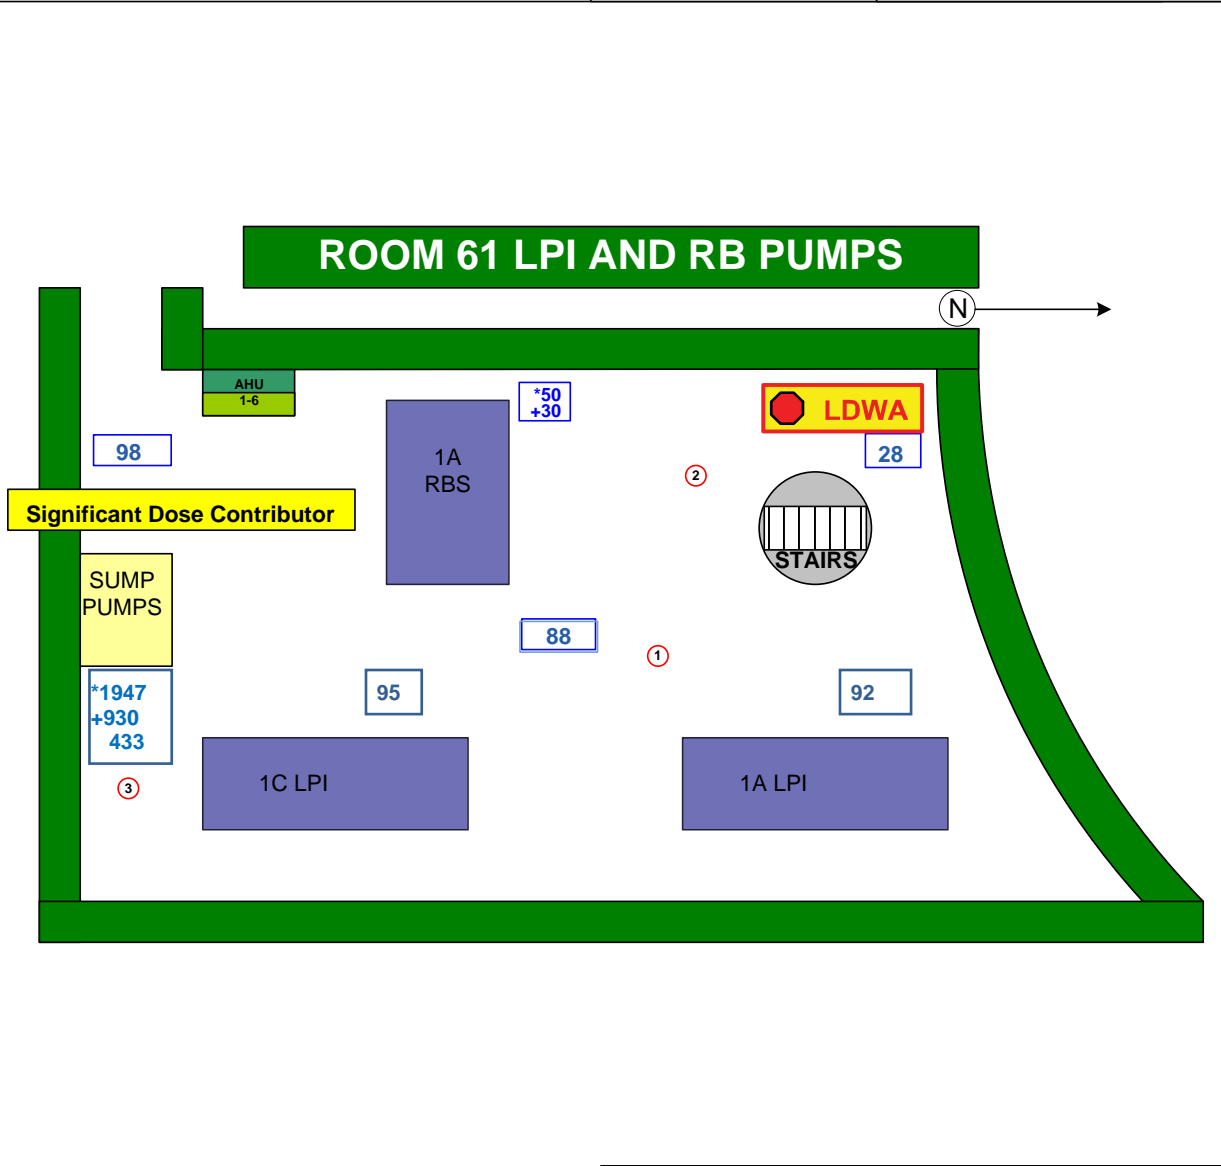 ROOM 61 LPI AND RB PUMPS
N
AHU
1-6
*50
+30
LDWA
98
1A
RBS
28
2
Significant Dose Contributor
STAIRS
SUMP
PUMPS
88
1
*1947
+930
433
95
92
3
1C LPI
1A LPI